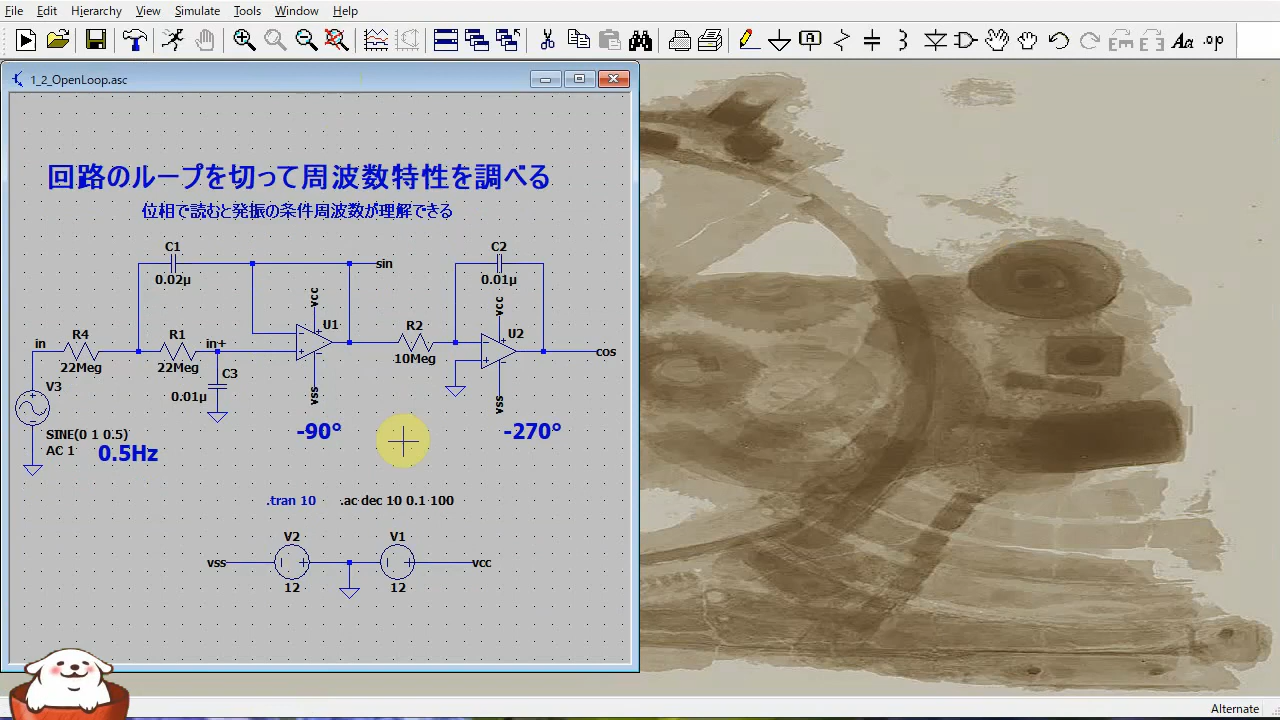 File Edit Hierarchy View Simulate Tools Window Help
.op
1_2_OpenLoop.asc
回路のループを切って周波数特性を調べる
位相で読むと発振の条件周波数が理解できる
C1
0.02µ
sin
C2
0.01µ
vcc
vcc
U1
U2
in
R4
22Meg
R1
22Meg
in+
R2
10Meg
cos
C3
0.01µ
V3
vss
vss
SINE(0 1 0.5)
AC 1
0.5Hz
-90°
-270°
.tran 10
.ac dec 10 0.1 100
V2
V1
vss
vcc
12
12
Alternate